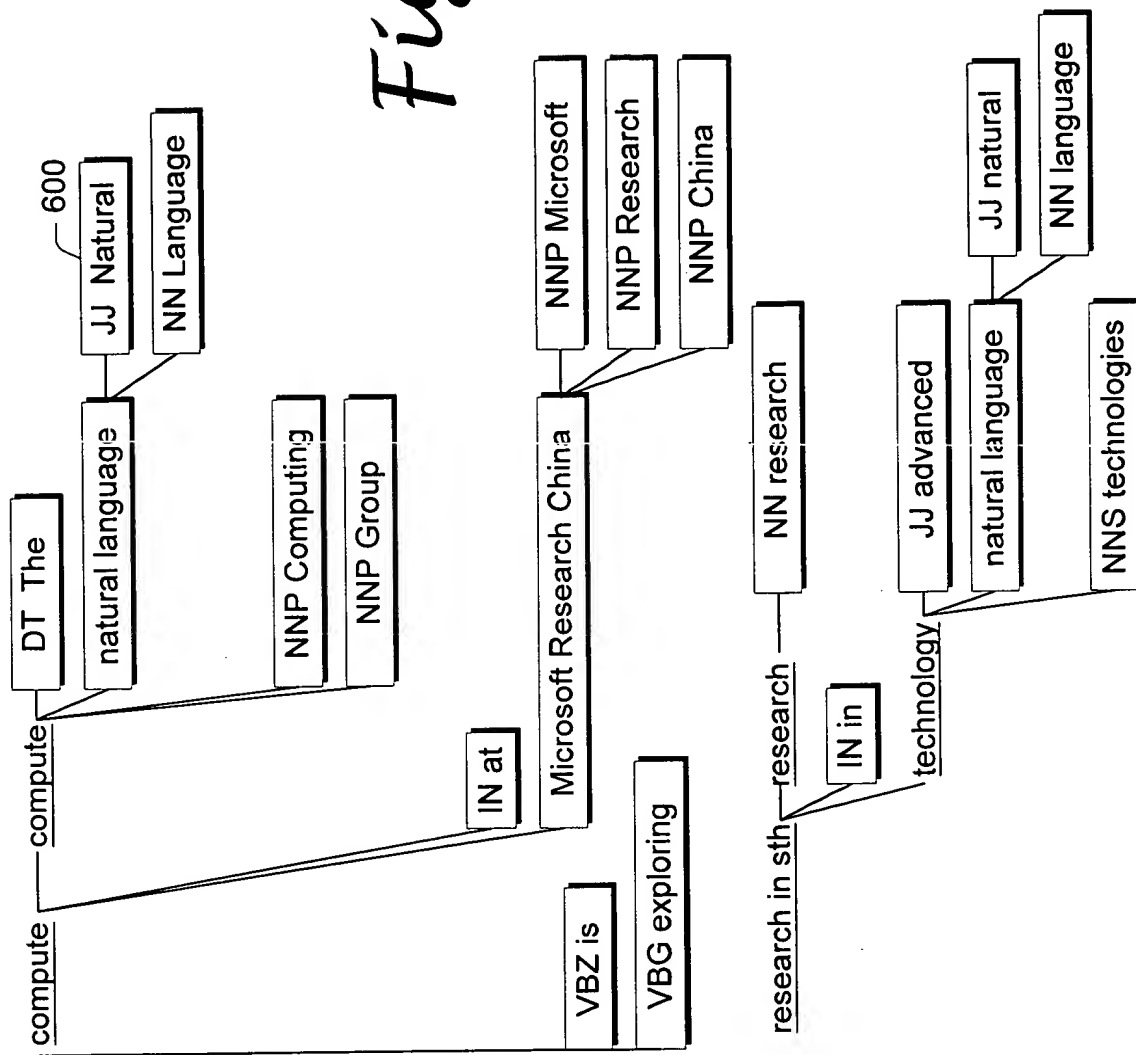 compute compute DT The
600
natural language JJ Natural
NN Language
NNP Computing
NNP Group
Fig
IN at
Microsoft Research China NNP Microsoft
VBZ is
NNP Research
VBG exploring
NNP China
research in sth research NN research
IN in
technology JJ advanced
natural language JJ natural
NN language
NNS technologies